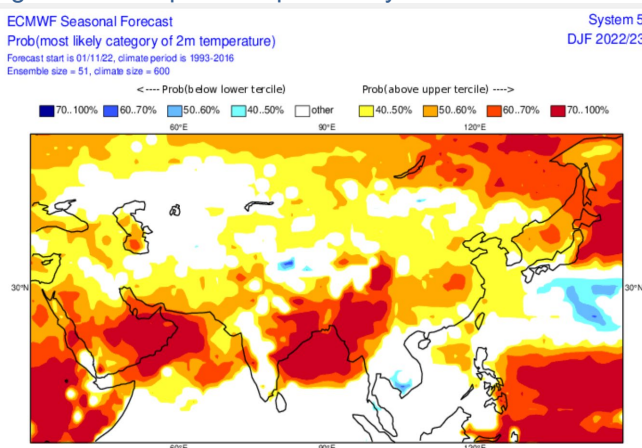 ECMWF Seasonal Forecast
System 5
Prob(most likely category of 2m temperature)
DJF 2022/23
Forecast start is 01/11/22, climate period is 1993-2016
Ensemble size = 51, climate size = 600
<---- Prob(below lower tercile)
Prob(above upper tercile) ---->
70..100% 60..70% 50..60% 40..50% other 40..50% 50..60% 60..70% 70..100%
60°E 90°E 120°E
30°N 30°N
60°E 90°E 120°E